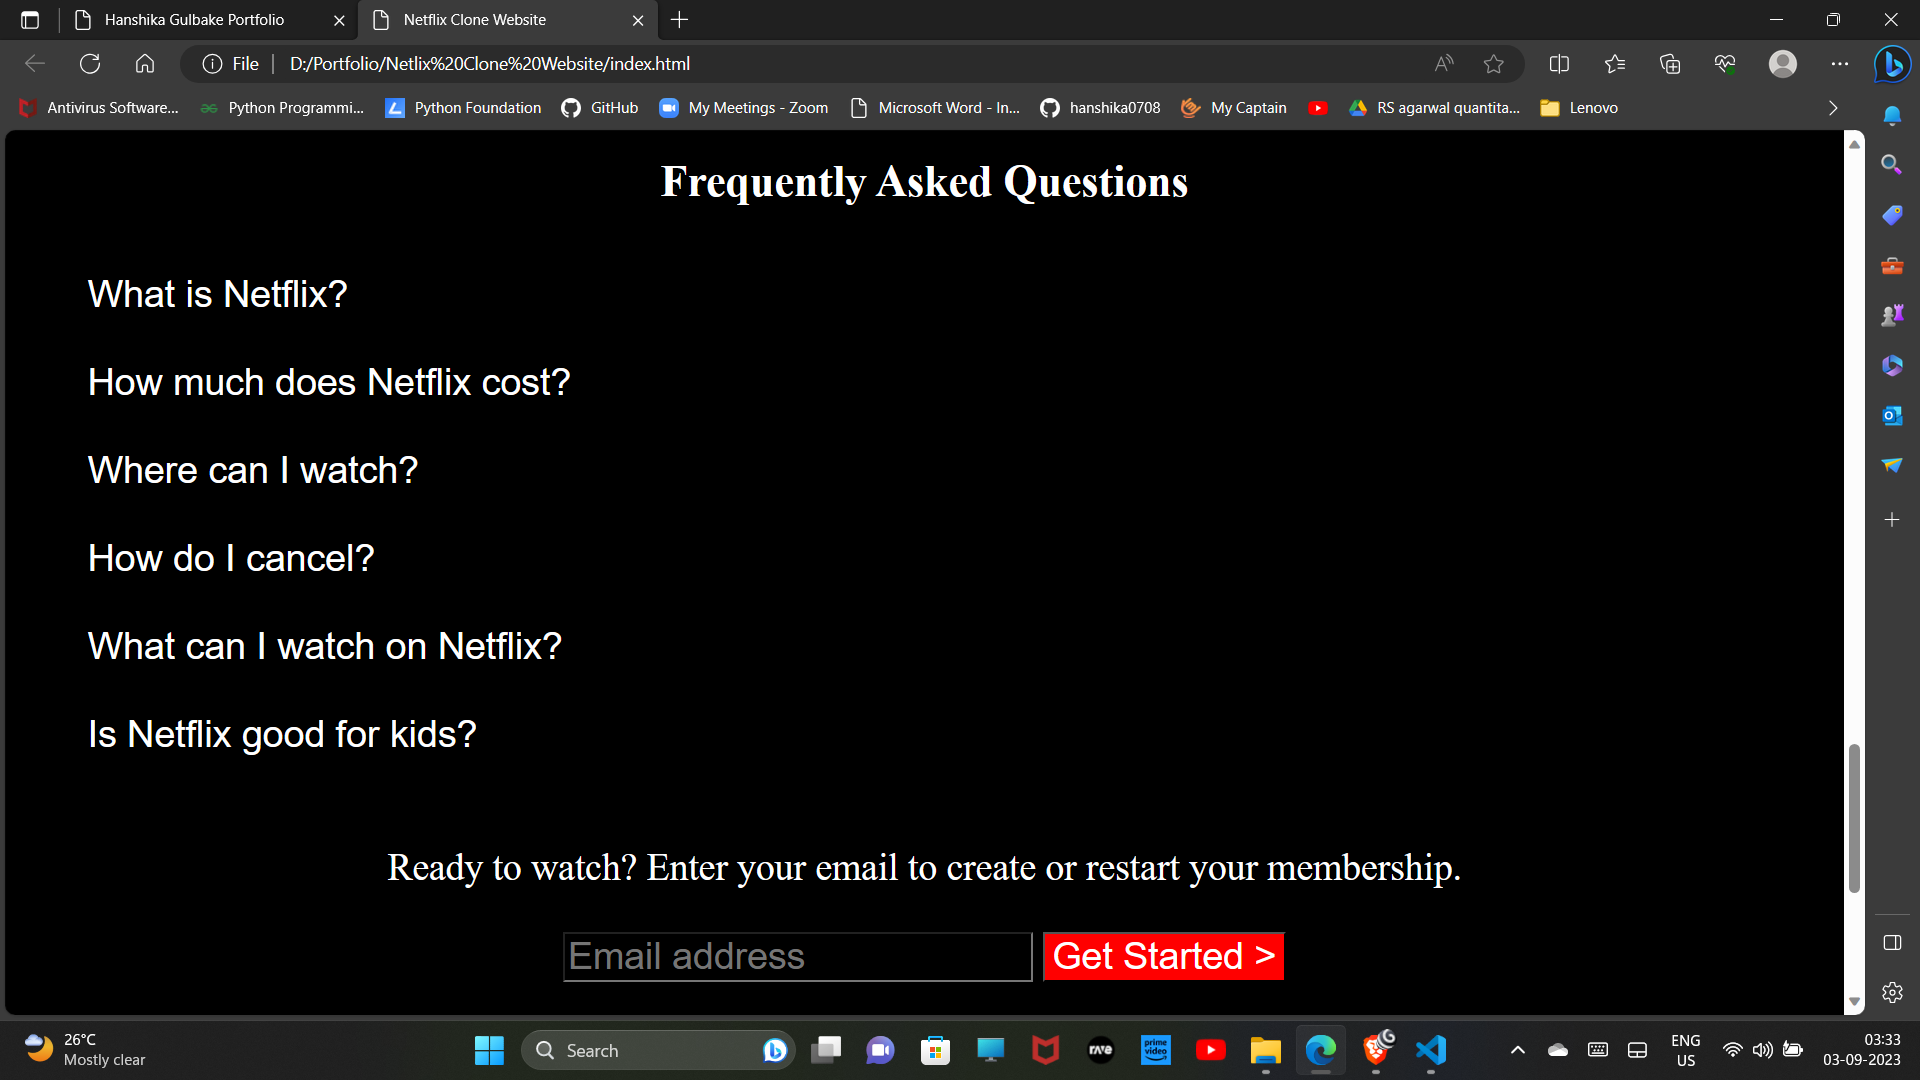 Hanshika Gulbake Portfolio
Netflix Clone Website
File
D:/Portfolio/Netlix%20Clone%20Website/index.html
Antivirus Software...
Python Programmi...
Python Foundation
GitHub
My Meetings - Zoom
Microsoft Word - In...
hanshika0708
My Captain
RS agarwal quantita...
Lenovo
Frequently Asked Questions
What is Netflix?
How much does Netflix cost?
Where can I watch?
How do I cancel?
What can I watch on Netflix?
Is Netflix good for kids?
Ready to watch? Enter your email to create or restart your membership.
Email address
Get Started >
26°C
Mostly clear
Search
rave
prime video
ENG
US
03:33
03-09-2023